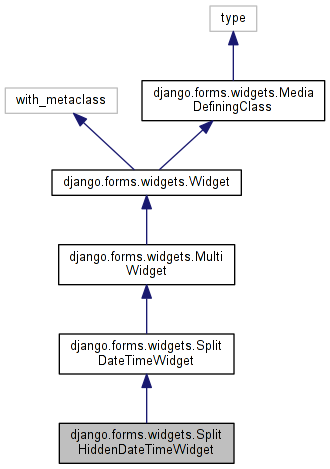 type
django.forms.widgets.Media
DefiningClass
with_metaclass
django.forms.widgets.Widget
django.forms.widgets.Multi
Widget
django.forms.widgets.Split
DateTimeWidget
django.forms.widgets.Split
HiddenDateTimeWidget